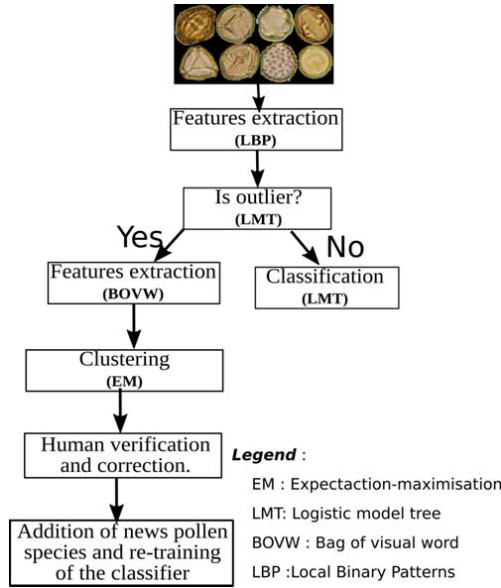 Features extraction
(LBP)
Is outlier?
(LMT)
Yes
No
Features extraction
(BOVW)
Classification
(LMT)
Clustering
(EM)
Human verification
and correction.
Addition of news pollen
species and re-training
of the classifier
Legend :
EM : Expectaction-maximisation
LMT: Logistic model tree
BOVW : Bag of visual word
LBP :Local Binary Patterns